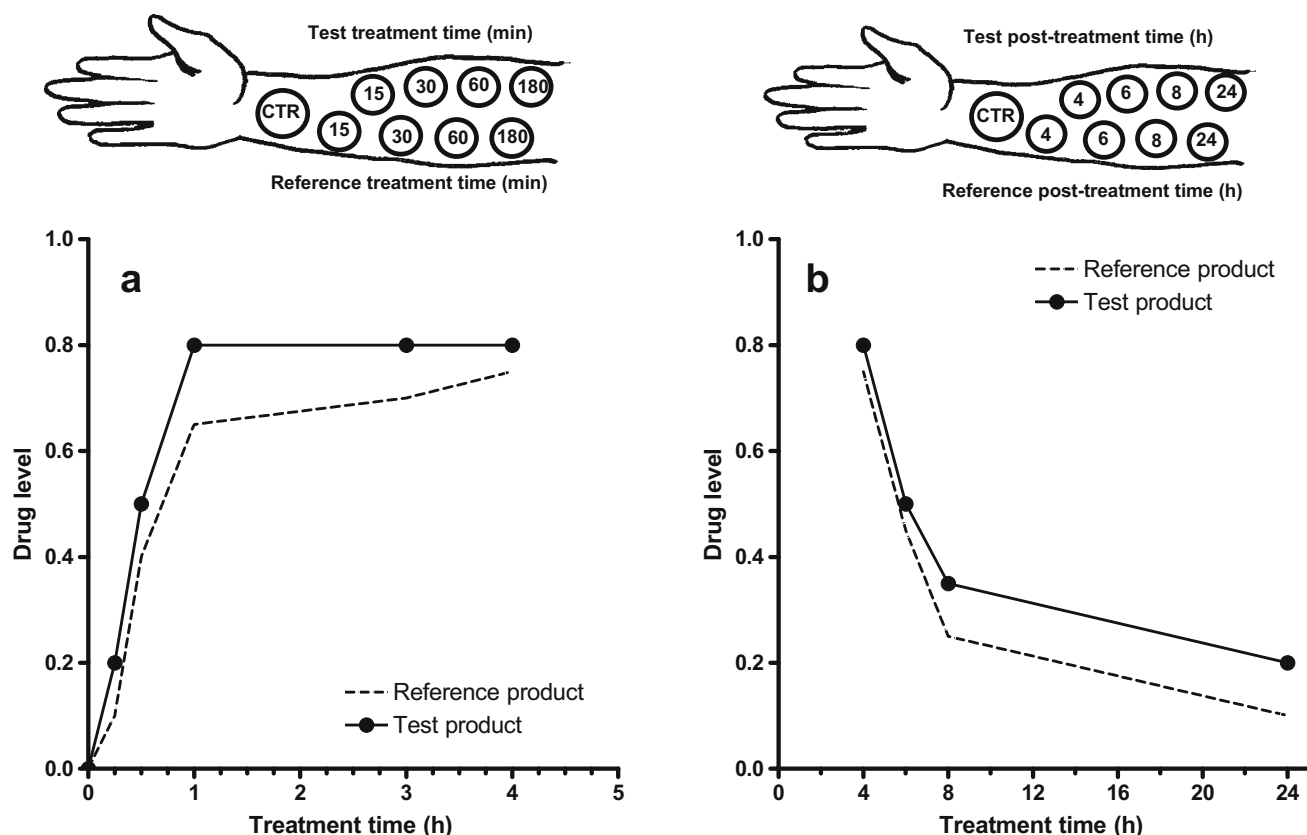 Test treatment time (min)
CTR 15 15 30 30 60 60 180 180
Reference treatment time (min)
Test post-treatment time (h)
CTR 4 4 6 6 8 8 24 24
Reference post-treatment time (h)
a
1.0
0.8
0.6
0.4
0.2
0.0
Drug level
Reference product
Test product
0 1 2 3 4 5
Treatment time (h)
b
1.0
0.8
0.6
0.4
0.2
0.0
Drug level
Reference product
Test product
0 4 8 12 16 20 24
Treatment time (h)